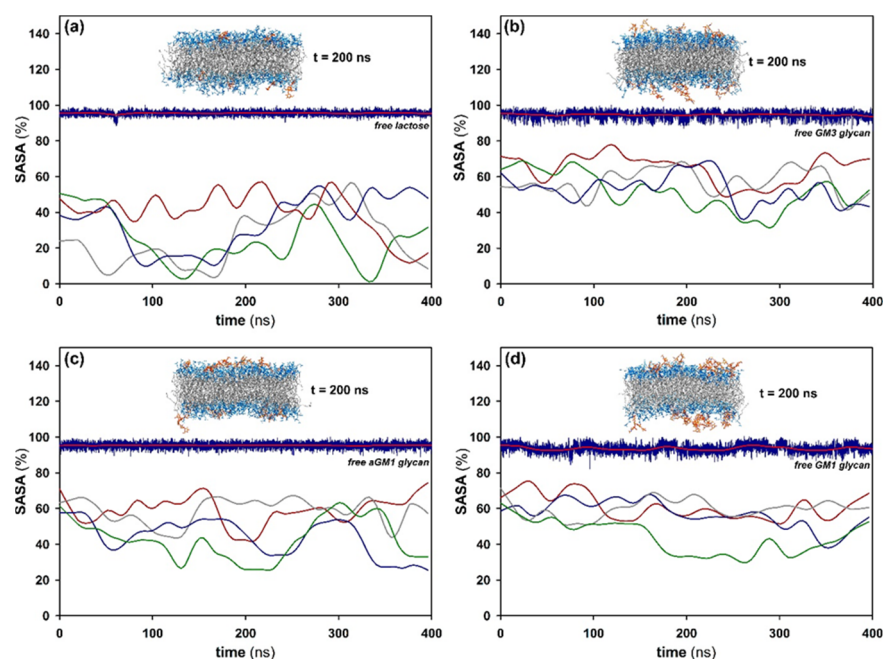 (a)
t = 200 ns
free lactose
SASA (%)
140
120
100
80
60
40
20
0
0 100 200 300 400
time (ns)
(b)
t = 200 ns
free GM3 glycan
SASA (%)
140
120
100
80
60
40
20
0
0 100 200 300 400
time (ns)
(c)
t = 200 ns
free aGM1 glycan
SASA (%)
140
120
100
80
60
40
20
0
0 100 200 300 400
time (ns)
(d)
t = 200 ns
free GM1 glycan
SASA (%)
140
120
100
80
60
40
20
0
0 100 200 300 400
time (ns)